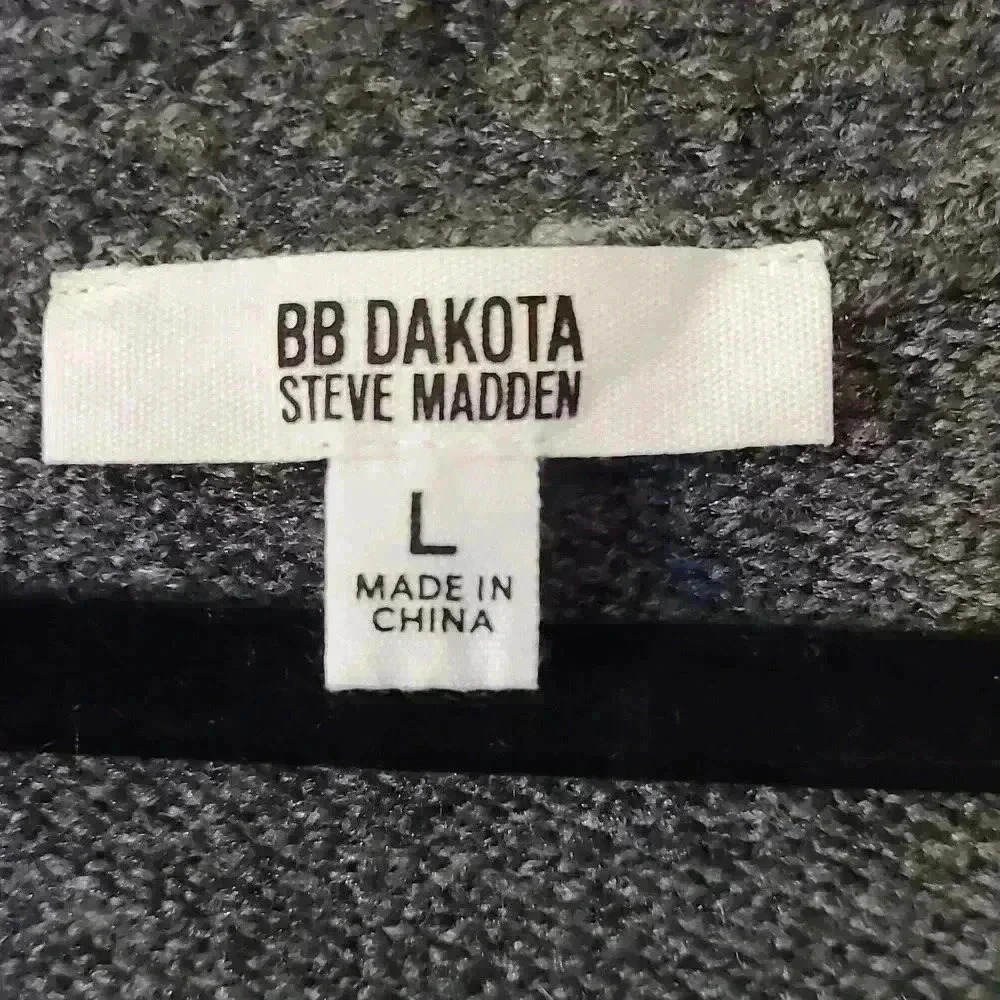 BB DAKOTA
STEVE MADDEN
L
MADE IN
CHINA